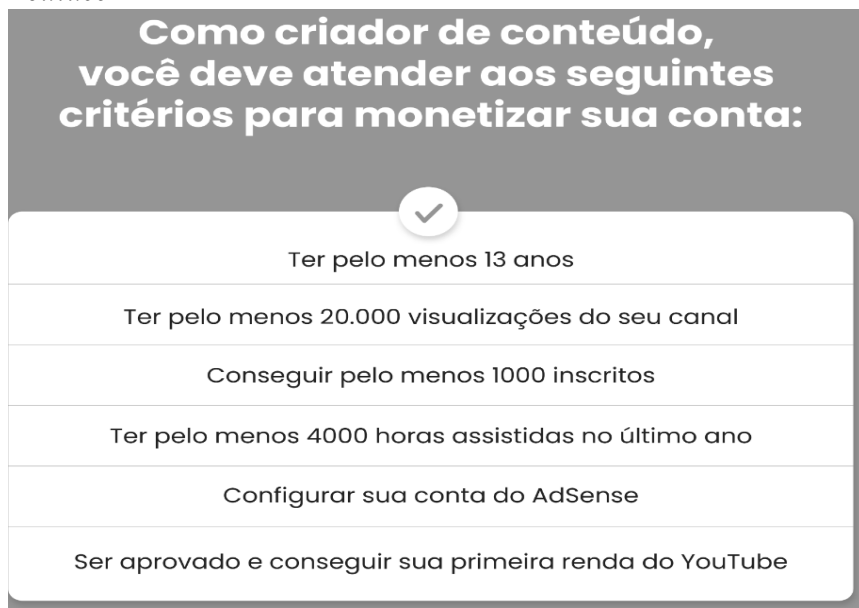 Como criador de conteúdo,
você deve atender aos seguintes
critérios para monetizar sua conta:
Ter pelo menos 13 anos
Ter pelo menos 20.000 visualizações do seu canal
Conseguir pelo menos 1000 inscritos
Ter pelo menos 4000 horas assistidas no último ano
Configurar sua conta do AdSense
Ser aprovado e conseguir sua primeira renda do YouTube